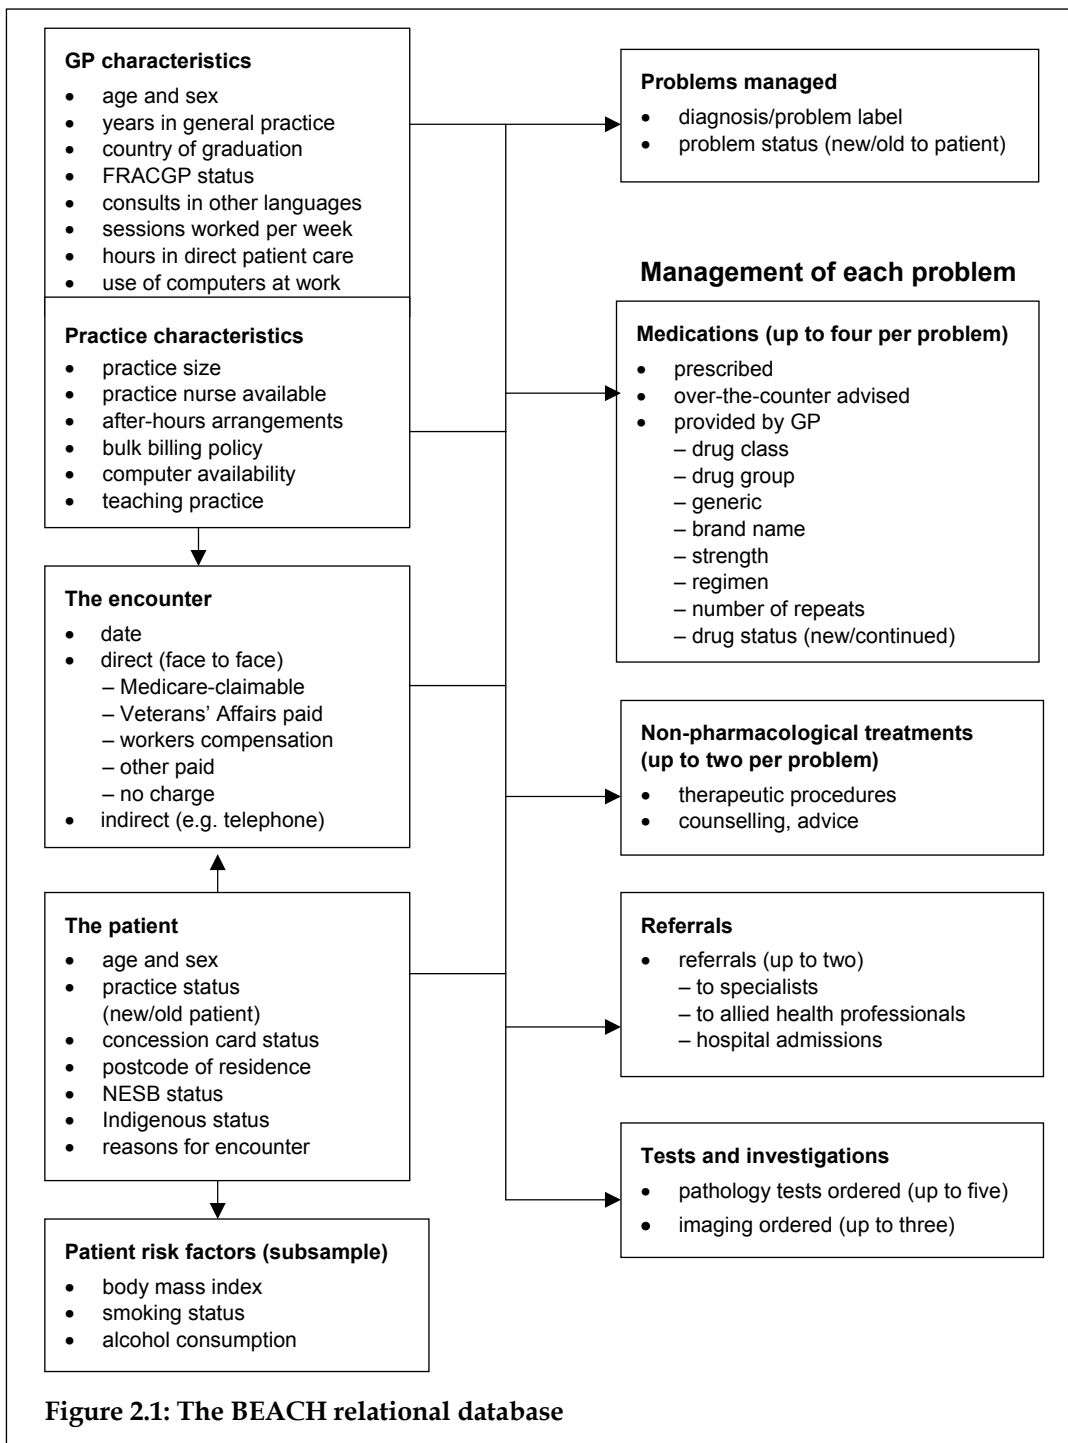 GP characteristics
• age and sex
• years in general practice
• country of graduation
• FRACGP status
• consults in other languages
• sessions worked per week
• hours in direct patient care
• use of computers at work
Practice characteristics
• practice size
• practice nurse available
• after-hours arrangements
• bulk billing policy
• computer availability
• teaching practice
The encounter
• date
• direct (face to face)
– Medicare-claimable
– Veterans’ Affairs paid
– workers compensation
– other paid
– no charge
• indirect (e.g. telephone)
The patient
• age and sex
• practice status
(new/old patient)
• concession card status
• postcode of residence
• NESB status
• Indigenous status
• reasons for encounter
Patient risk factors (subsample)
• body mass index
• smoking status
• alcohol consumption
Problems managed
• diagnosis/problem label
• problem status (new/old to patient)
Management of each problem
Medications (up to four per problem)
• prescribed
• over-the-counter advised
• provided by GP
– drug class
– drug group
– generic
– brand name
– strength
– regimen
– number of repeats
– drug status (new/continued)
Non-pharmacological treatments
(up to two per problem)
• therapeutic procedures
• counselling, advice
Referrals
• referrals (up to two)
– to specialists
– to allied health professionals
– hospital admissions
Tests and investigations
• pathology tests ordered (up to five)
• imaging ordered (up to three)
Figure 2.1: The BEACH relational database